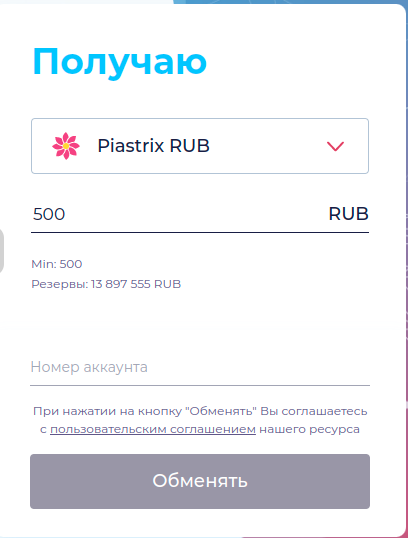 Получаю
Piastrix RUB
500 RUB
Min: 500
Резервы: 13 897 555 RUB
Номер аккаунта
При нажатии на кнопку "Обменять" Вы соглашаетесь
с пользовательским соглашением нашего ресурса
Обменять